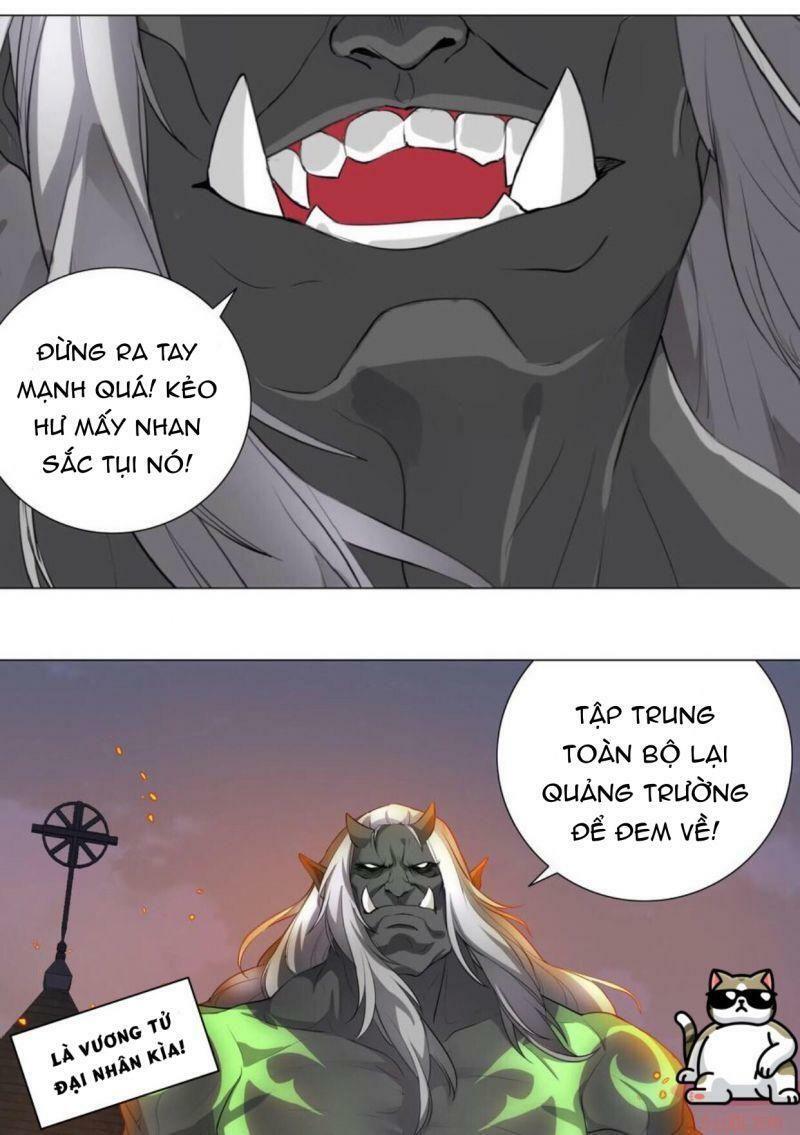 ĐỪNG RA TAY
MẠNH QUÁ! KẺO
HƯ MẤY NHAN
SẮC TỤI NÓ!
TẬP TRUNG
TOÀN BỘ LẠI
QUẢNG TRƯỜNG
ĐỂ ĐEM VỀ!
LÀ VƯƠNG TỬ
ĐẠI NHÂN KÌA!